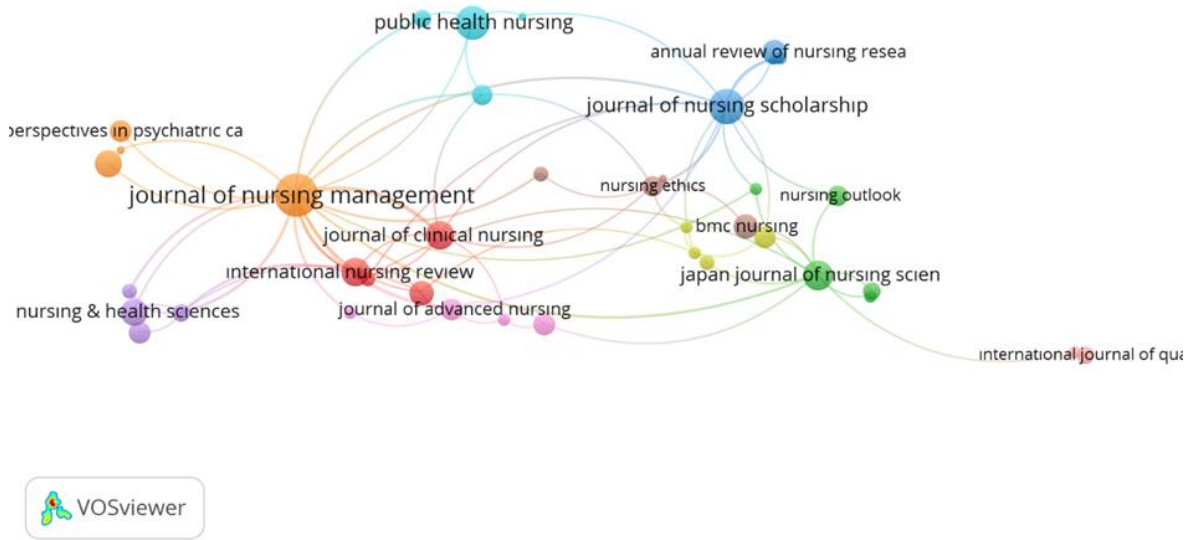 public health nursing
annual review of nursing resea
journal of nursing scholarship
perspectives in psychiatric ca
nursing ethics
journal of nursing management
nursing outlook
bmc nursing
journal of clinical nursing
international nursing review
japan journal of nursing scien
nursing & health sciences
journal of advanced nursing
international journal of qua
VOSviewer